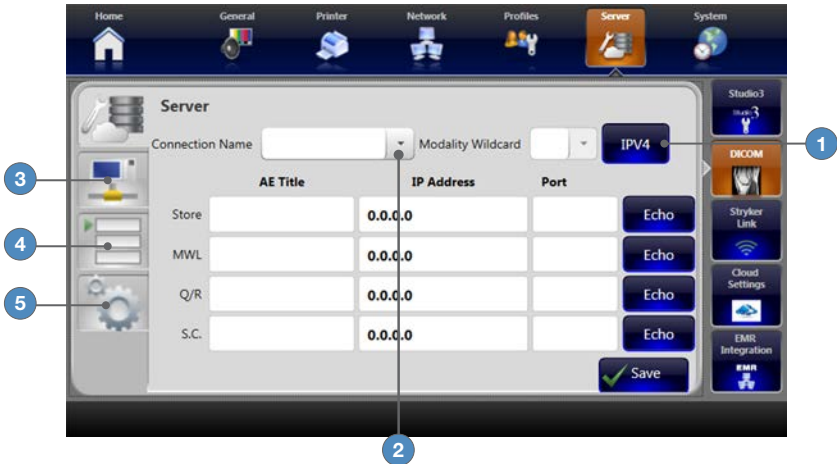 Home General Printer Network Profiles Server System
Server
Connection Name Modality Wildcard IPV4
AE Title IP Address Port
Store 0.0.0.0 Echo
MWL 0.0.0.0 Echo
Q/R 0.0.0.0 Echo
S.C. 0.0.0.0 Echo
Save
Studio3
Studio3
DICOM
Stryker
Link
Cloud
Settings
EMR
Integration
EMR
1
2
3
4
5